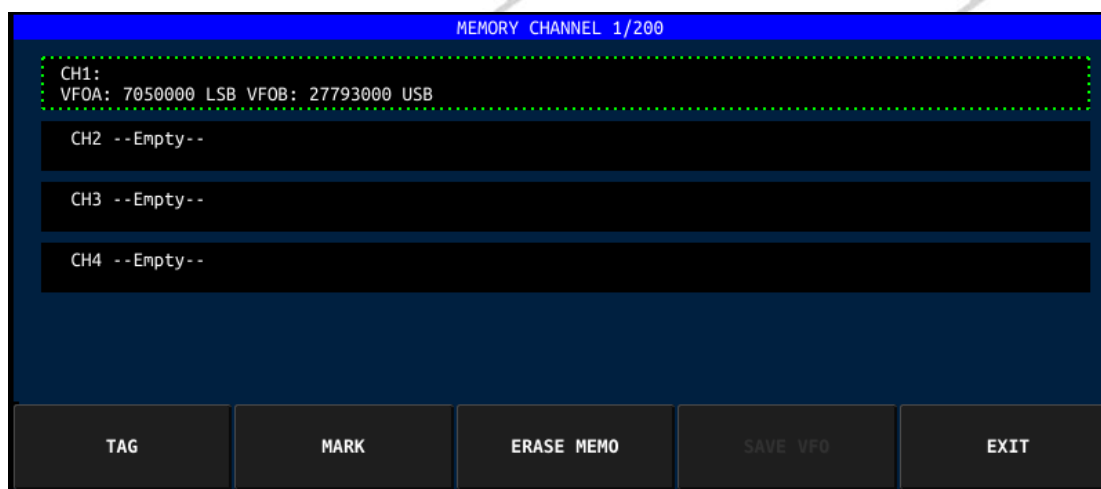 MEMORY CHANNEL 1/200
CH1:
VFOA: 7050000 LSB VFOB: 27793000 USB
CH2 --Empty--
CH3 --Empty--
CH4 --Empty--
TAG MARK ERASE MEMO SAVE VFO EXIT